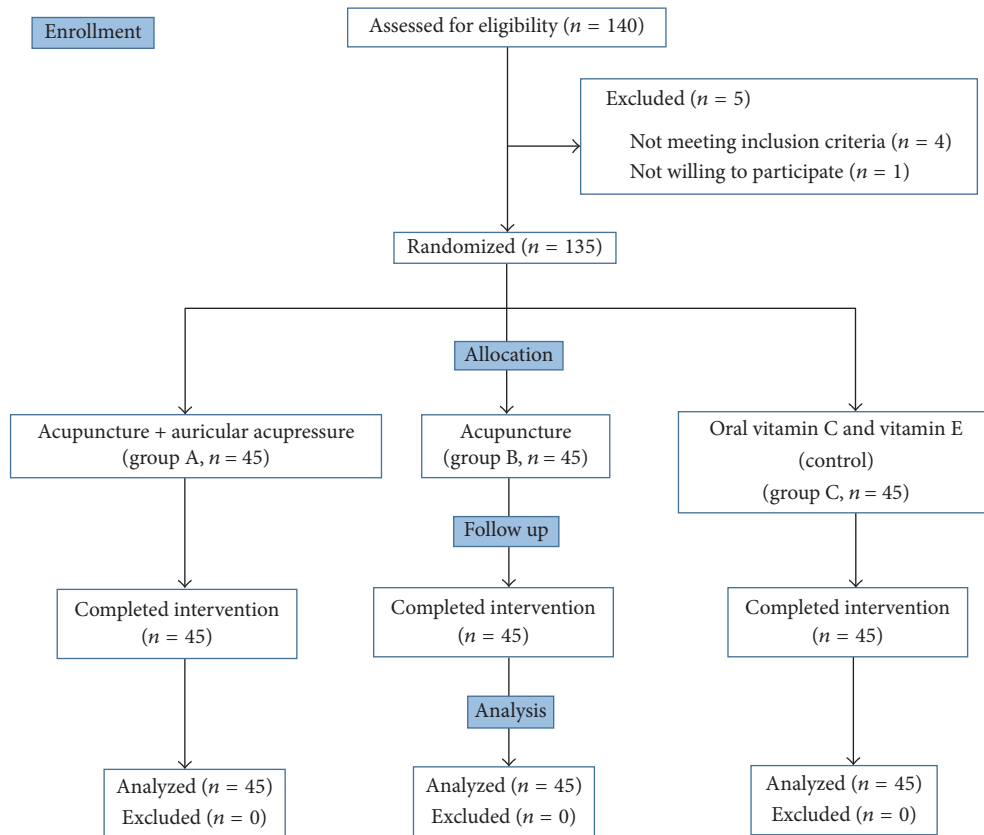 Enrollment
Assessed for eligibility (n = 140)
Excluded (n = 5)
Not meeting inclusion criteria (n = 4)
Not willing to participate (n = 1)
Randomized (n = 135)
Allocation
Acupuncture + auricular acupressure
(group A, n = 45)
Acupuncture
(group B, n = 45)
Oral vitamin C and vitamin E
(control)
(group C, n = 45)
Follow up
Completed intervention
(n = 45)
Completed intervention
(n = 45)
Completed intervention
(n = 45)
Analysis
Analyzed (n = 45)
Excluded (n = 0)
Analyzed (n = 45)
Excluded (n = 0)
Analyzed (n = 45)
Excluded (n = 0)